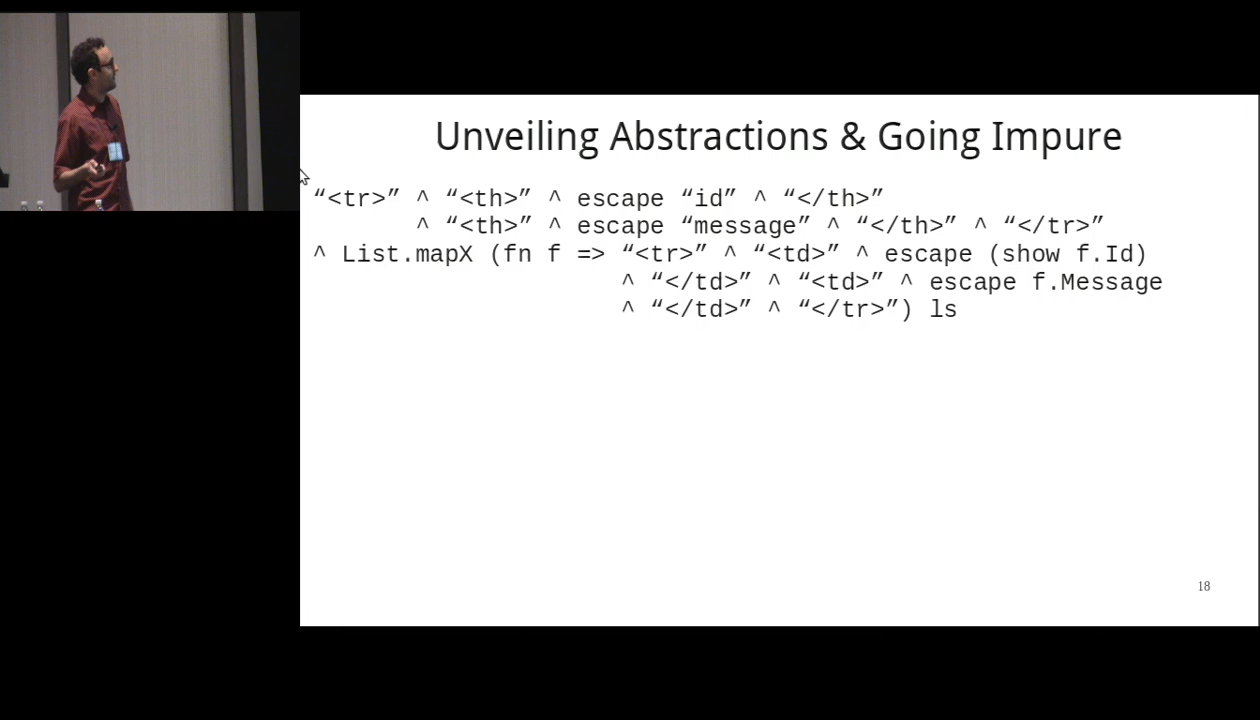 Unveiling Abstractions & Going Impure
“<tr>” ^ “<th>” ^ escape “id” ^ “</th>”
^ “<th>” ^ escape “message” ^ “</th>” ^ “</tr>”
^ List.mapX (fn f => “<tr>” ^ “<td>” ^ escape (show f.Id)
^ “</td>” ^ “<td>” ^ escape f.Message
^ “</td>” ^ “</tr>”) ls
18